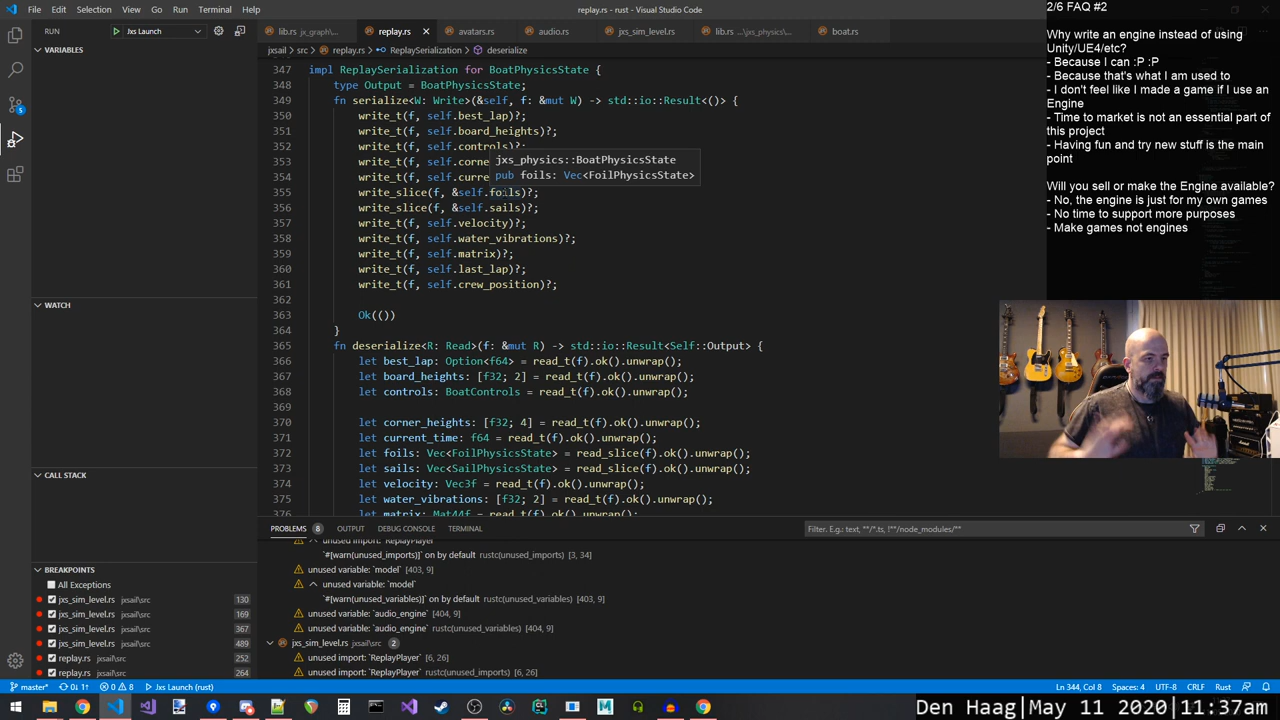 File Edit Selection View Go Run Terminal Help
replay.rs - rust - Visual Studio Code
2/6 FAQ #2
Why write an engine instead of using
Unity/UE4/etc?
- Because I can :P :P
- Because that's what I am used to
- I don't feel like I made a game if I use an
Engine
- Time to market is not an essential part of
this project
- Having fun and try new stuff is the main
point
Will you sell or make the Engine available?
- No, the engine is just for my own games
- No time to support more purposes
- Make games not engines
RUN Jxs Launch
lib.rs jx_graph\... replay.rs avatars.rs audio.rs jxs_sim_level.rs lib.rs ...\jxs_physics\... boat.rs
jxsail > src > replay.rs > ReplaySerialization > deserialize
VARIABLES
WATCH
CALL STACK
BREAKPOINTS
All Exceptions
jxs_sim_level.rs jxsail\src 130
jxs_sim_level.rs jxsail\src 169
jxs_sim_level.rs jxsail\src 367
jxs_sim_level.rs jxsail\src 489
replay.rs jxsail\src 252
replay.rs jxsail\src 264
347 impl ReplaySerialization for BoatPhysicsState {
348 type Output = BoatPhysicsState;
349 fn serialize<W: Write>(&self, f: &mut W) -> std::io::Result<()> {
350 write_t(f, self.best_lap)?;
351 write_t(f, self.board_heights)?;
352 write_t(f, self.controls)?;
353 write_t(f, self.corne
354 write_t(f, self.curre
jxs_physics::BoatPhysicsState
pub foils: Vec<FoilPhysicsState>
355 write_slice(f, &self.foils)?;
356 write_slice(f, &self.sails)?;
357 write_t(f, self.velocity)?;
358 write_t(f, self.water_vibrations)?;
359 write_t(f, self.matrix)?;
360 write_t(f, self.last_lap)?;
361 write_t(f, self.crew_position)?;
362
363 Ok(())
364 }
365 fn deserialize<R: Read>(f: &mut R) -> std::io::Result<Self::Output> {
366 let best_lap: Option<f64> = read_t(f).ok().unwrap();
367 let board_heights: [f32; 2] = read_t(f).ok().unwrap();
368 let controls: BoatControls = read_t(f).ok().unwrap();
369
370 let corner_heights: [f32; 4] = read_t(f).ok().unwrap();
371 let current_time: f64 = read_t(f).ok().unwrap();
372 let foils: Vec<FoilPhysicsState> = read_slice(f).ok().unwrap();
373 let sails: Vec<SailPhysicsState> = read_slice(f).ok().unwrap();
374 let velocity: Vec3f = read_t(f).ok().unwrap();
375 let water_vibrations: [f32; 2] = read_t(f).ok().unwrap();
376 let matrix: Mat44f = read_t(f).ok().unwrap();
PROBLEMS 8 OUTPUT DEBUG CONSOLE TERMINAL
Filter. E.g.: text, **/*.ts, !**/node_modules/**
unused import: `ReplayPlayer`
`#[warn(unused_imports)]` on by default rustc(unused_imports) [3, 34]
unused variable: `model` [403, 9]
unused variable: `model`
`#[warn(unused_variables)]` on by default rustc(unused_variables) [403, 9]
unused variable: `audio_engine` [404, 9]
unused variable: `audio_engine` rustc(unused_variables) [404, 9]
jxs_sim_level.rs jxsail\src 2
unused import: `ReplayPlayer` [6, 26]
unused import: `ReplayPlayer` rustc(unused_imports) [6, 26]
5
master* 0↓ 1↑ 0 8 Jxs Launch (rust)
Ln 344, Col 8 Spaces: 4 UTF-8 CRLF Rust
Den Haag|May 11 2020|11:37am